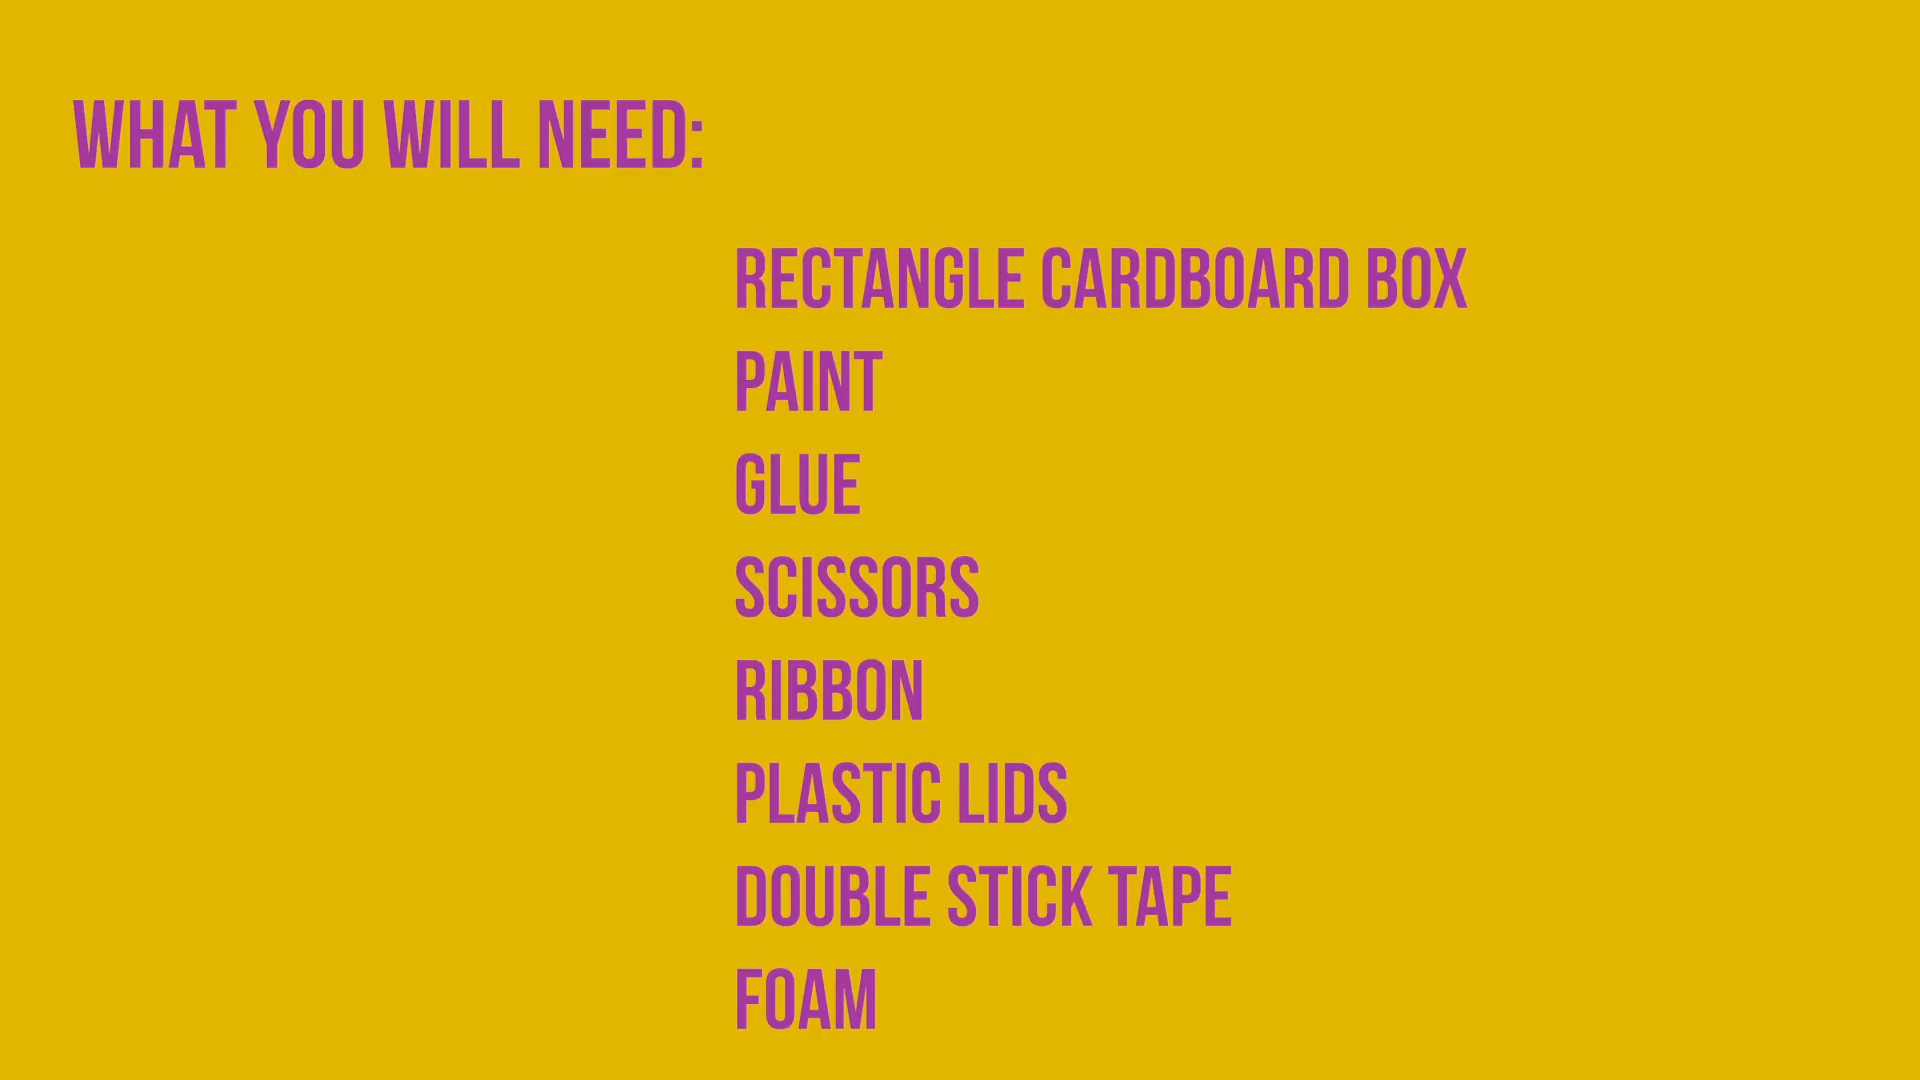 WHAT YOU WILL NEED:
RECTANGLE CARDBOARD BOX
PAINT
GLUE
SCISSORS
RIBBON
PLASTIC LIDS
DOUBLE STICK TAPE
FOAM